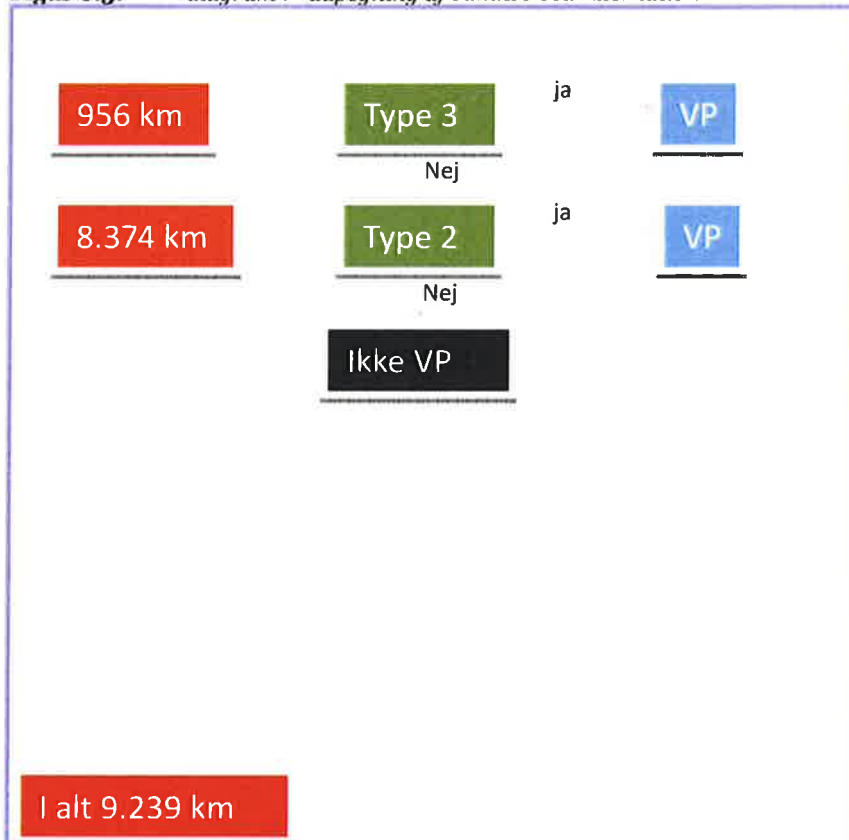 956 km Type 3 ja VP
Nej
8.374 km Type 2 ja VP
Nej
Ikke VP
I alt 9.239 km